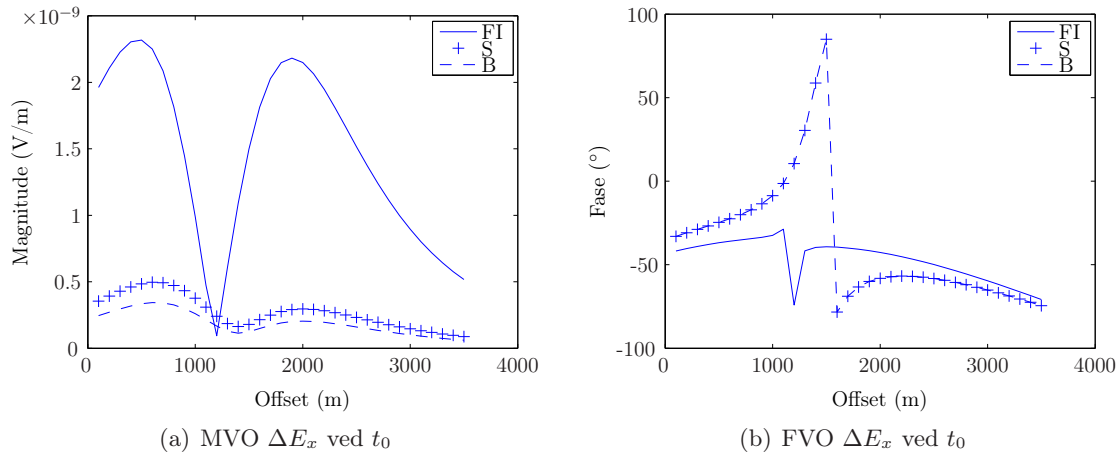 ×10⁻⁹
2.5
2
1.5
1
0.5
0
0
1000
2000
3000
4000
Magnitude (V/m)
Offset (m)
FI
S
B
(a) MVO ΔEₓ ved t₀
100
50
0
-50
-100
0
1000
2000
3000
4000
Fase (°)
Offset (m)
FI
S
B
(b) FVO ΔEₓ ved t₀